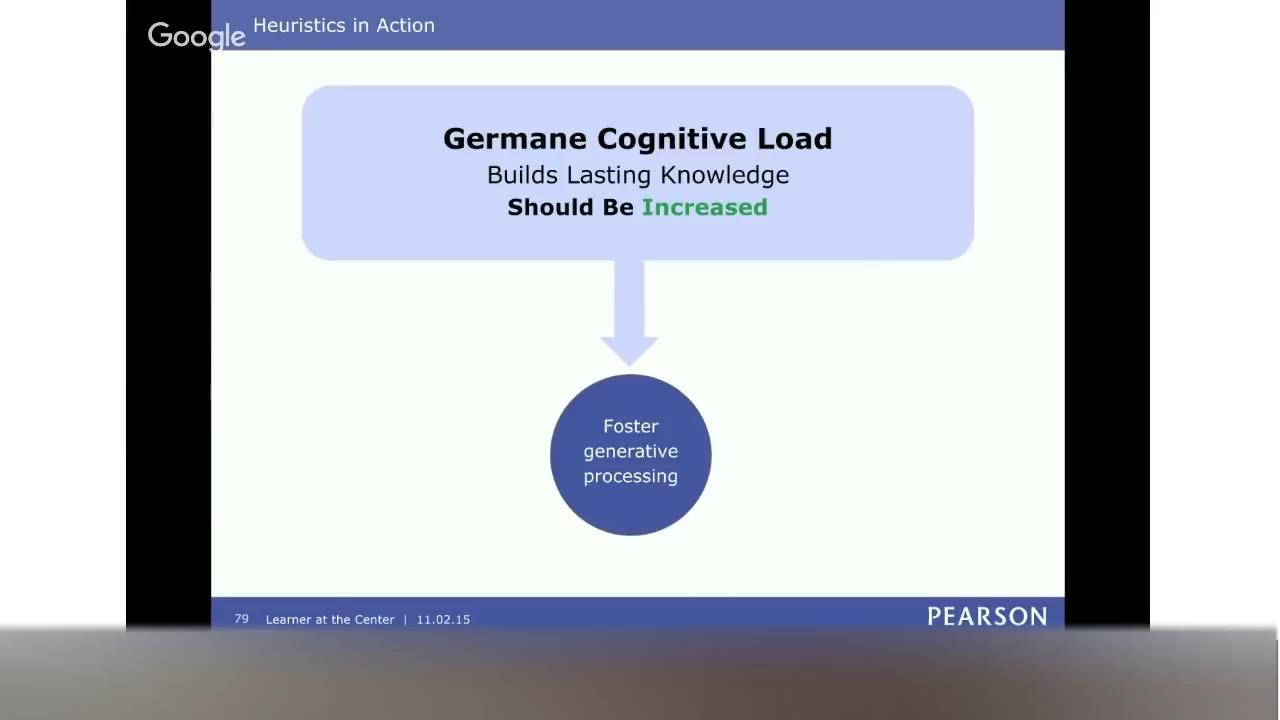 Google
Heuristics in Action
Germane Cognitive Load
Builds Lasting Knowledge
Should Be Increased
Foster
generative
processing
79 Learner at the Center | 11.02.15
PEARSON